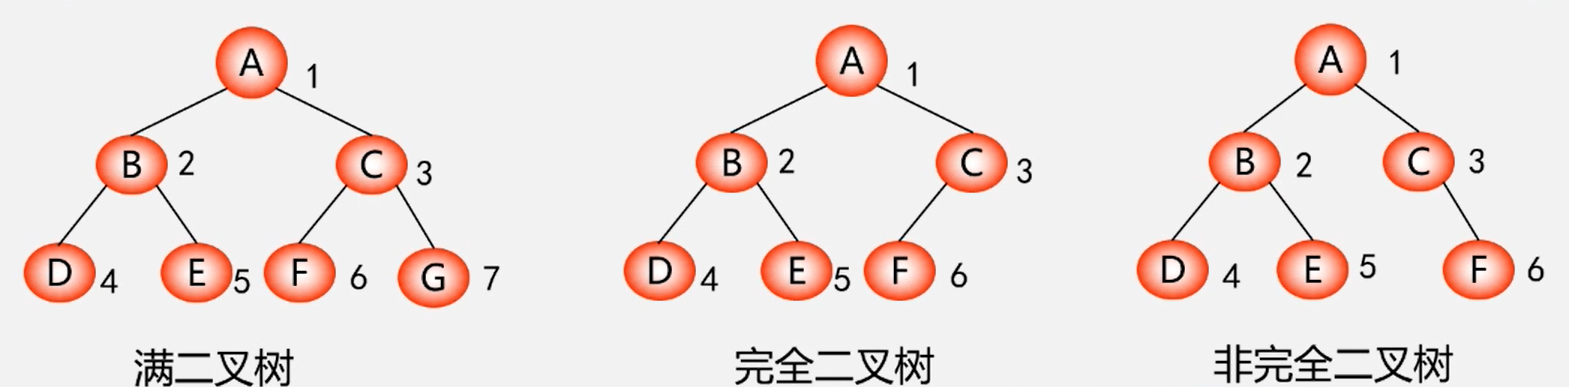 A 1 A 1 A 1
B 2 C 3 B 2 C 3 B 2 C 3
D 4 E 5 F 6 G 7 D 4 E 5 F 6 D 4 E 5 F 6
满二叉树 完全二叉树 非完全二叉树